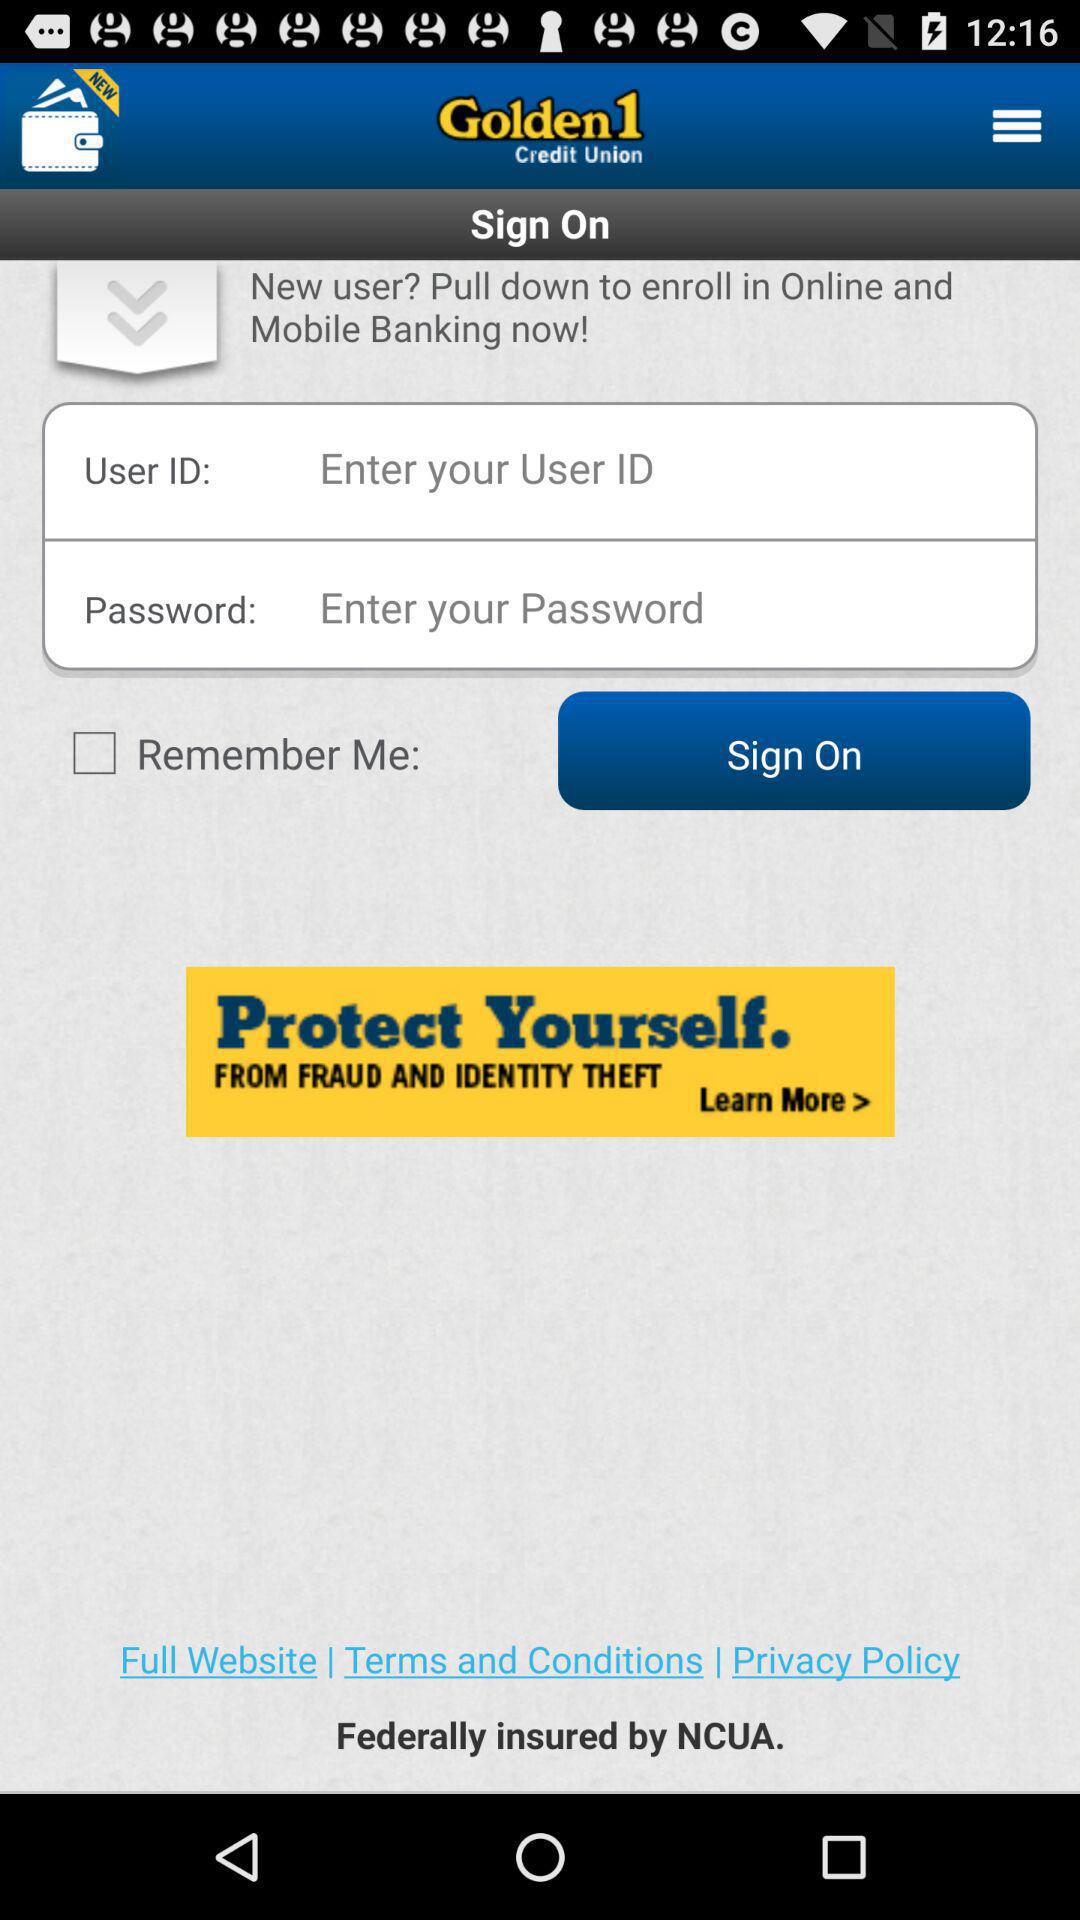 12:16
NEW
Golden 1
Credit Union
Sign On
New user? Pull down to enroll in Online and
Mobile Banking now!
User ID: Enter your User ID
Password: Enter your Password
Remember Me: Sign On
Protect Yourself.
FROM FRAUD AND IDENTITY THEFT
Learn More >
Full Website | Terms and Conditions | Privacy Policy
Federally insured by NCUA.